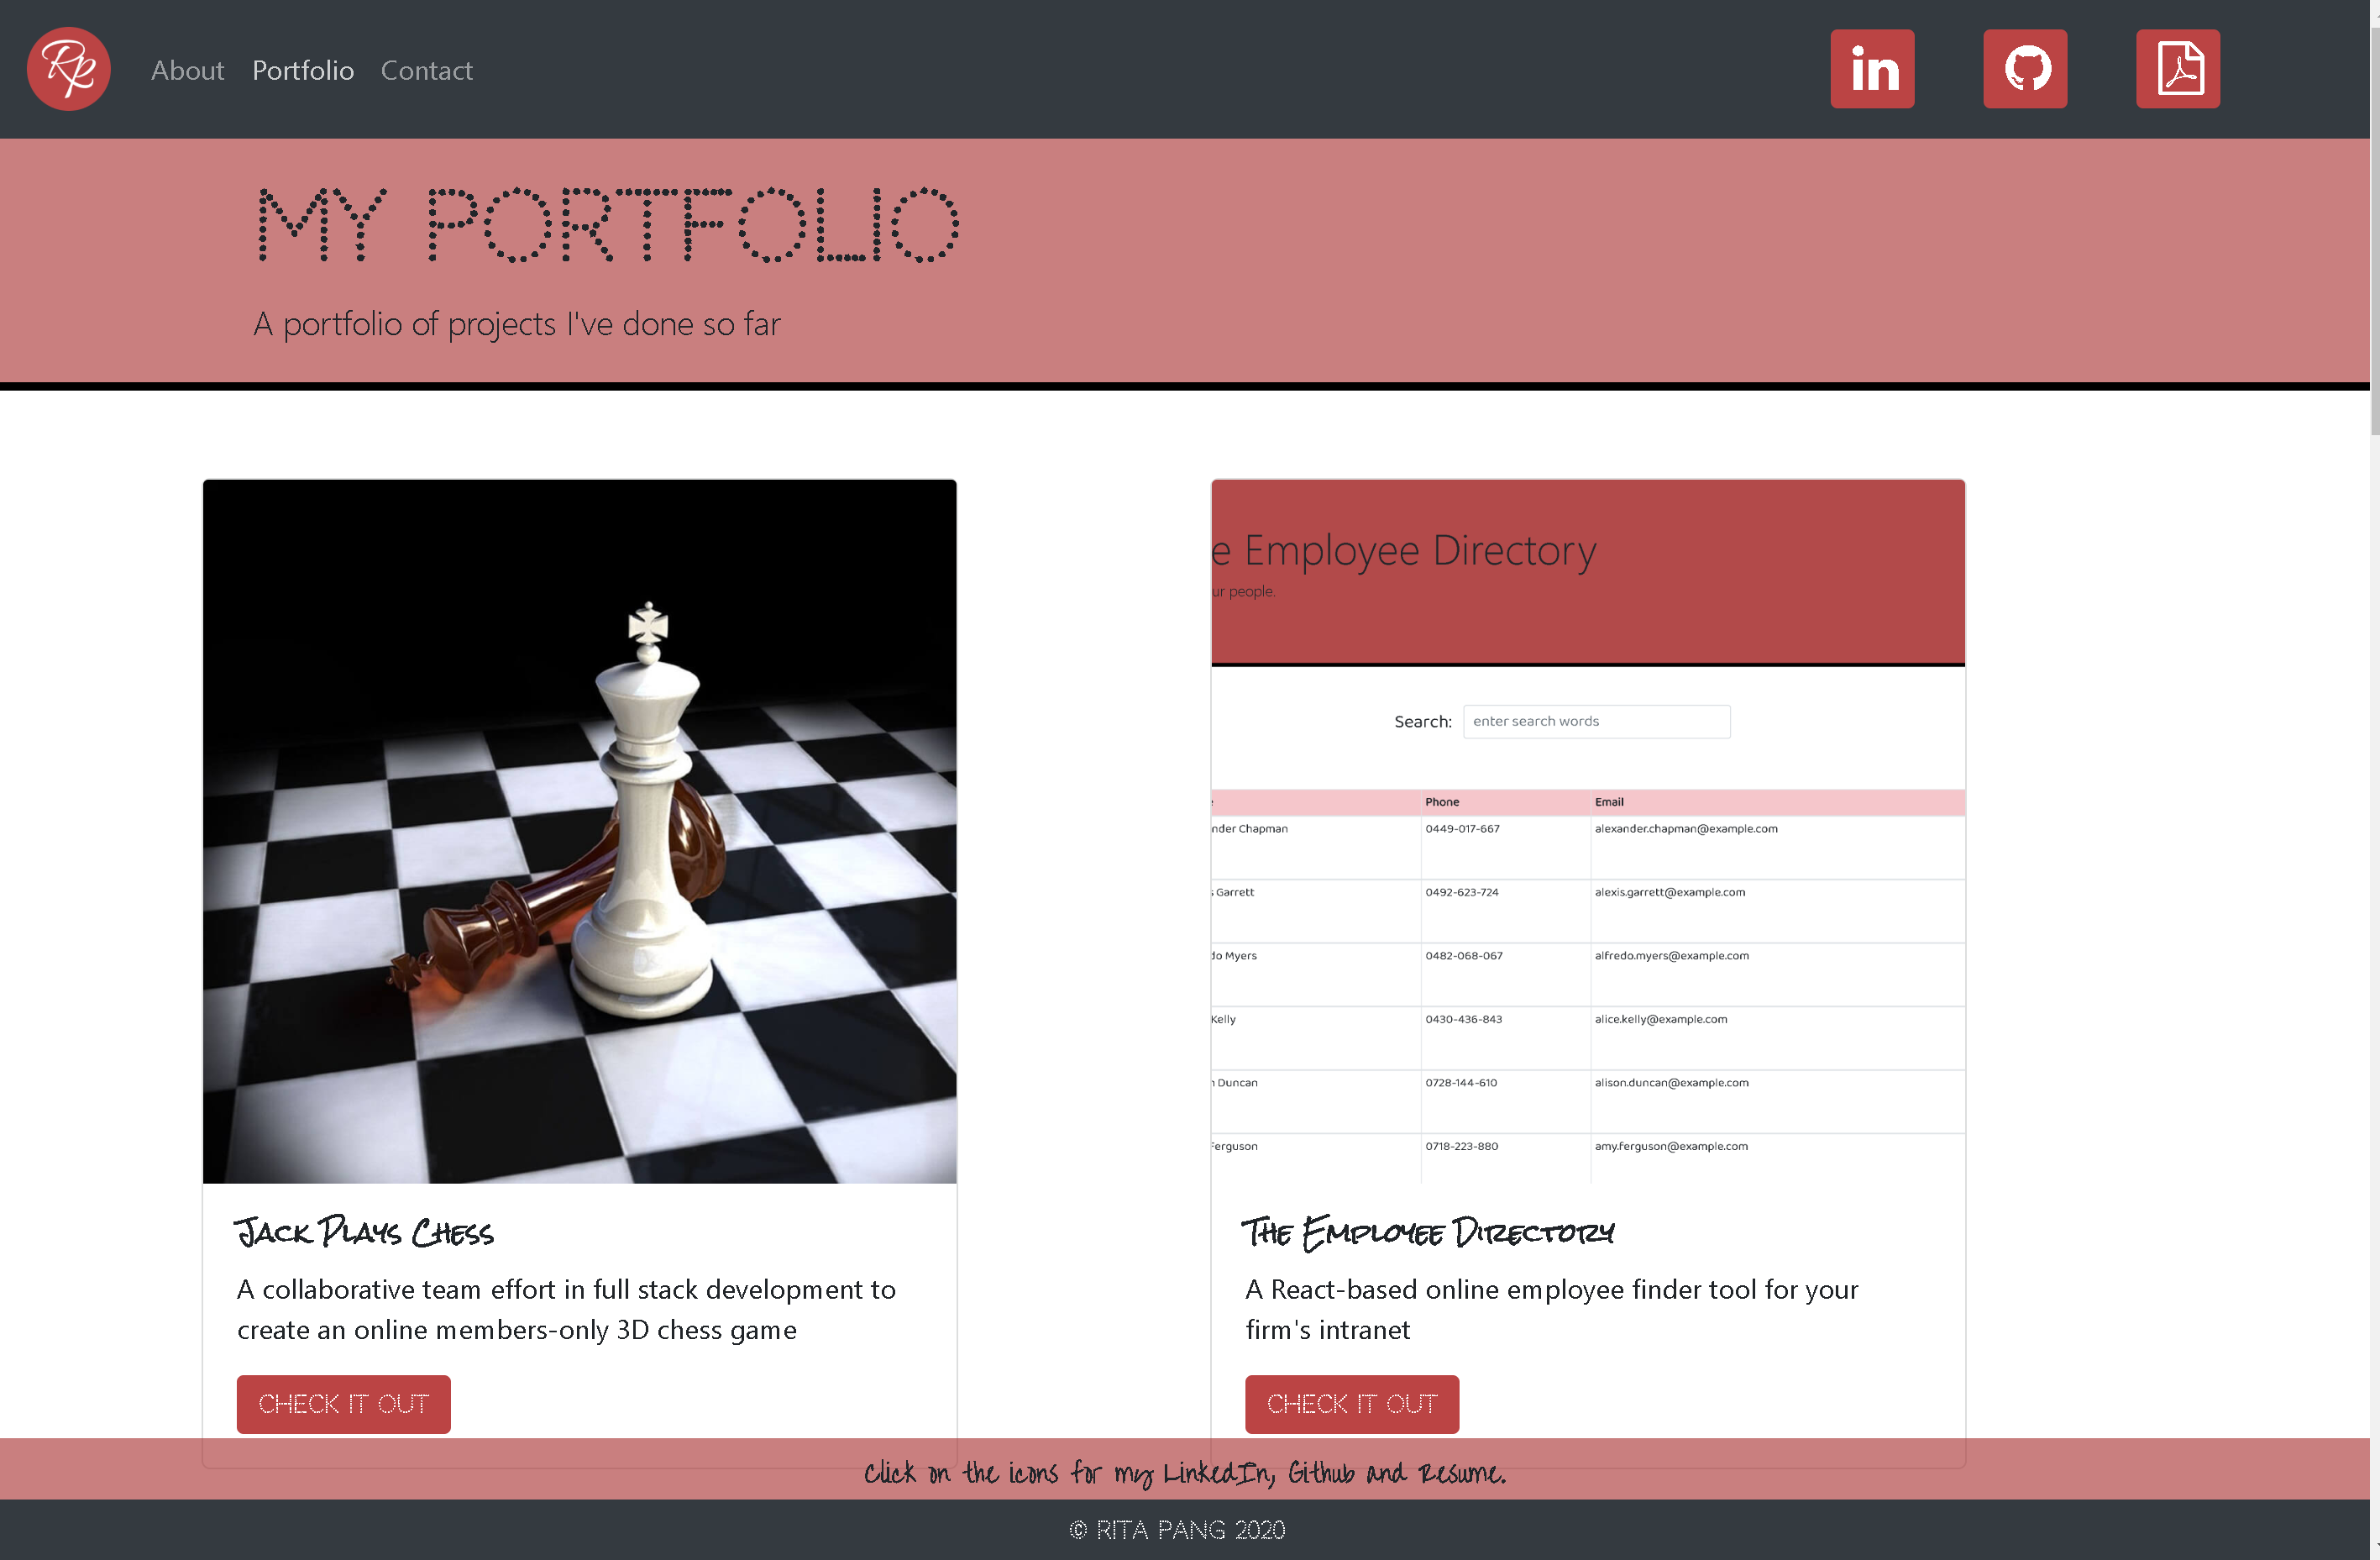 RP
About Portfolio Contact
in
MY PORTFOLIO
A portfolio of projects I've done so far
e Employee Directory
ur people.
Search: enter search words
Phone Email
nder Chapman 0449-017-667 alexander.chapman@example.com
s Garrett 0492-623-724 alexis.garrett@example.com
do Myers 0482-068-067 alfredo.myers@example.com
Kelly 0430-436-843 alice.kelly@example.com
n Duncan 0728-144-610 alison.duncan@example.com
Ferguson 0718-223-880 amy.ferguson@example.com
Jack Plays Chess
A collaborative team effort in full stack development to
create an online members-only 3D chess game
CHECK IT OUT
The Employee Directory
A React-based online employee finder tool for your
firm's intranet
CHECK IT OUT
Click on the icons for my LinkedIn, Github and Resume.
© RITA PANG 2020